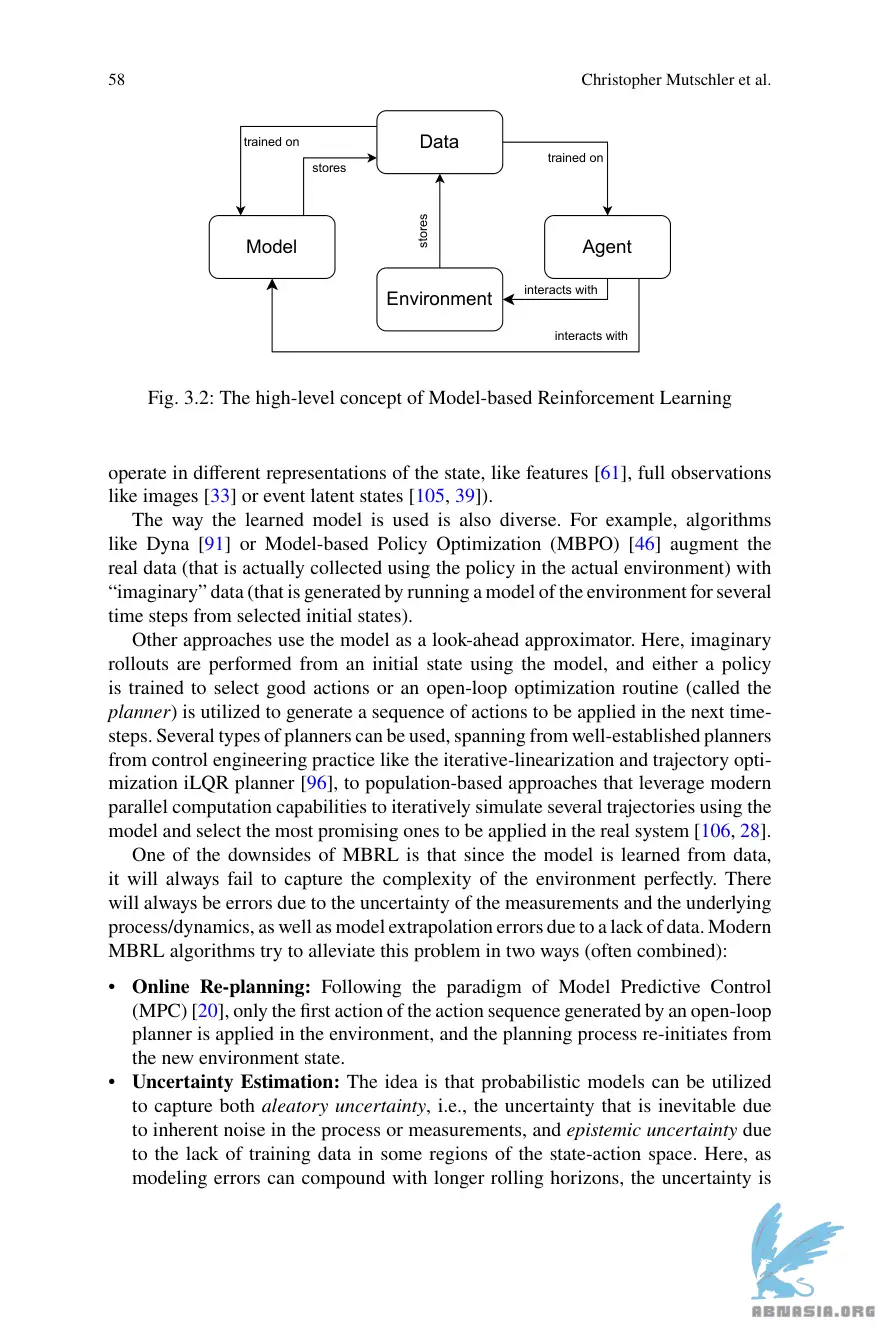 58
Christopher Mutschler et al.
Data
trained on
trained on
stores
stores
Model
Agent
Environment
interacts with
interacts with
Fig. 3.2: The high-level concept of Model-based Reinforcement Learning
operate in different representations of the state, like features [61], full observations
like images [33] or event latent states [105, 39]).
The way the learned model is used is also diverse. For example, algorithms
like Dyna [91] or Model-based Policy Optimization (MBPO) [46] augment the
real data (that is actually collected using the policy in the actual environment) with
“imaginary” data (that is generated by running a model of the environment for several
time steps from selected initial states).
Other approaches use the model as a look-ahead approximator. Here, imaginary
rollouts are performed from an initial state using the model, and either a policy
is trained to select good actions or an open-loop optimization routine (called the
planner) is utilized to generate a sequence of actions to be applied in the next time-
steps. Several types of planners can be used, spanning from well-established planners
from control engineering practice like the iterative-linearization and trajectory opti-
mization iLQR planner [96], to population-based approaches that leverage modern
parallel computation capabilities to iteratively simulate several trajectories using the
model and select the most promising ones to be applied in the real system [106, 28].
One of the downsides of MBRL is that since the model is learned from data,
it will always fail to capture the complexity of the environment perfectly. There
will always be errors due to the uncertainty of the measurements and the underlying
process/dynamics, as well as model extrapolation errors due to a lack of data. Modern
MBRL algorithms try to alleviate this problem in two ways (often combined):
• Online Re-planning: Following the paradigm of Model Predictive Control
(MPC) [20], only the first action of the action sequence generated by an open-loop
planner is applied in the environment, and the planning process re-initiates from
the new environment state.
• Uncertainty Estimation: The idea is that probabilistic models can be utilized
to capture both aleatory uncertainty, i.e., the uncertainty that is inevitable due
to inherent noise in the process or measurements, and epistemic uncertainty due
to the lack of training data in some regions of the state-action space. Here, as
modeling errors can compound with longer rolling horizons, the uncertainty is
ABNASIA.ORG